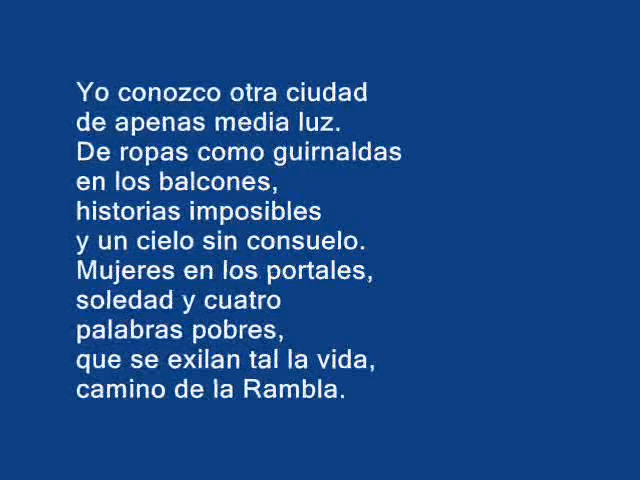 Yo conozco otra ciudad
de apenas media luz.
De ropas como guirnaldas
en los balcones,
historias imposibles
y un cielo sin consuelo.
Mujeres en los portales,
soledad y cuatro
palabras pobres,
que se exilan tal la vida,
camino de la Rambla.